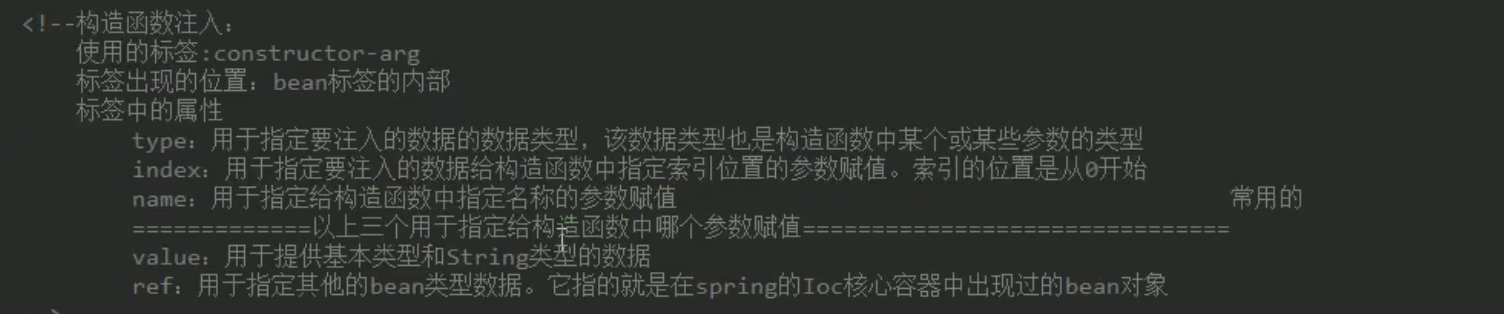 <!--构造函数注入:
使用的标签:constructor-arg
标签出现的位置：bean标签的内部
标签中的属性
type：用于指定要注入的数据的数据类型，该数据类型也是构造函数中某个或某些参数的类型
index：用于指定要注入的数据给构造函数中指定索引位置的参数赋值。索引的位置是从0开始
name：用于指定给构造函数中指定名称的参数赋值 常用的
=============以上三个用于指定给构造函数中哪个参数赋值===============================
value：用于提供基本类型和String类型的数据
ref：用于指定其他的bean类型数据。它指的就是在spring的Ioc核心容器中出现过的bean对象